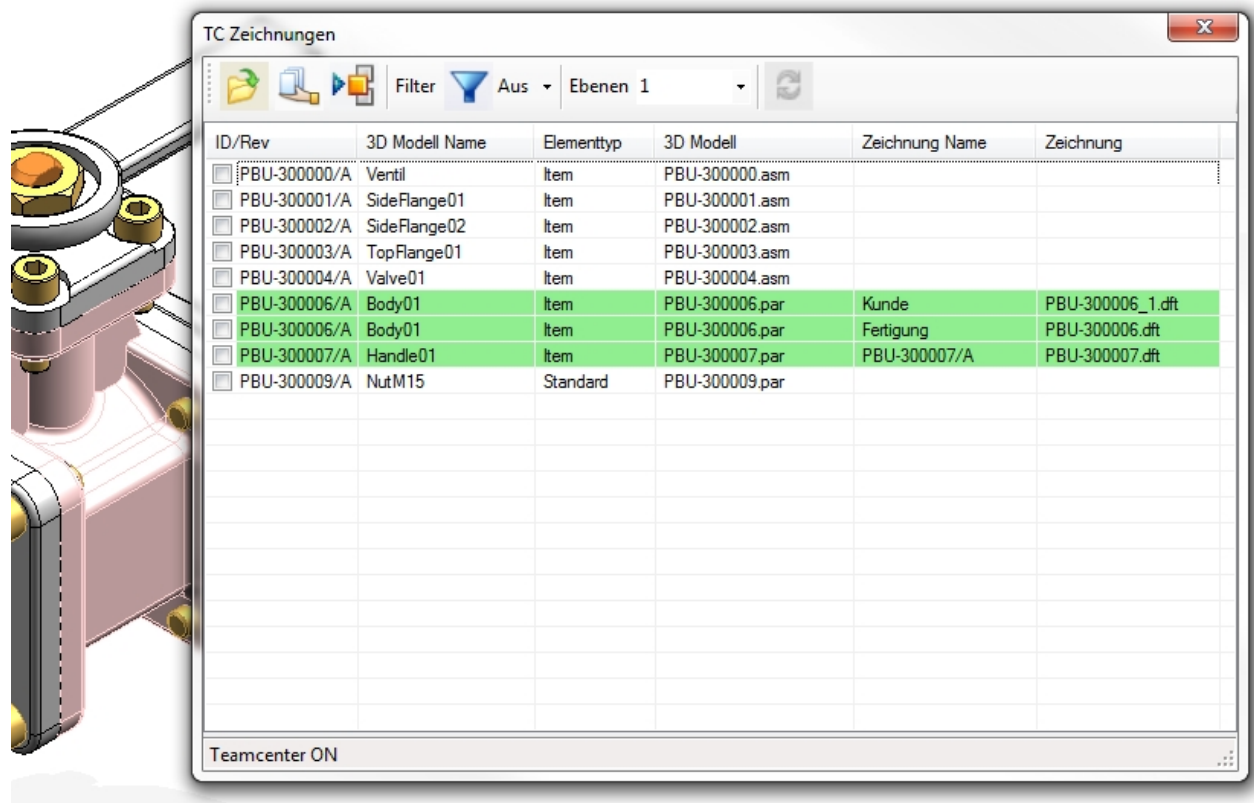 TC Zeichnungen
Filter Aus Ebenen 1
ID/Rev 3D Modell Name Elementtyp 3D Modell Zeichnung Name Zeichnung
PBU-300000/A Ventil Item PBU-300000.asm
PBU-300001/A SideFlange01 Item PBU-300001.asm
PBU-300002/A SideFlange02 Item PBU-300002.asm
PBU-300003/A TopFlange01 Item PBU-300003.asm
PBU-300004/A Valve01 Item PBU-300004.asm
PBU-300006/A Body01 Item PBU-300006.par Kunde PBU-300006_1.dft
PBU-300006/A Body01 Item PBU-300006.par Fertigung PBU-300006.dft
PBU-300007/A Handle01 Item PBU-300007.par PBU-300007/A PBU-300007.dft
PBU-300009/A NutM15 Standard PBU-300009.par
Teamcenter ON